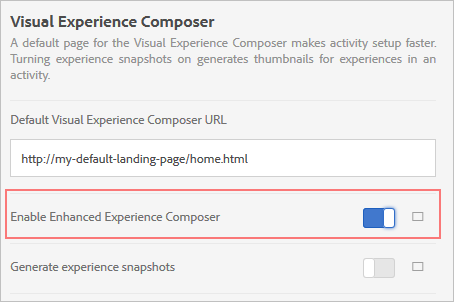 Visual Experience Composer
A default page for the Visual Experience Composer makes activity setup faster.
Turning experience snapshots on generates thumbnails for experiences in an
activity.
Default Visual Experience Composer URL
http://my-default-landing-page/home.html
Enable Enhanced Experience Composer
Generate experience snapshots